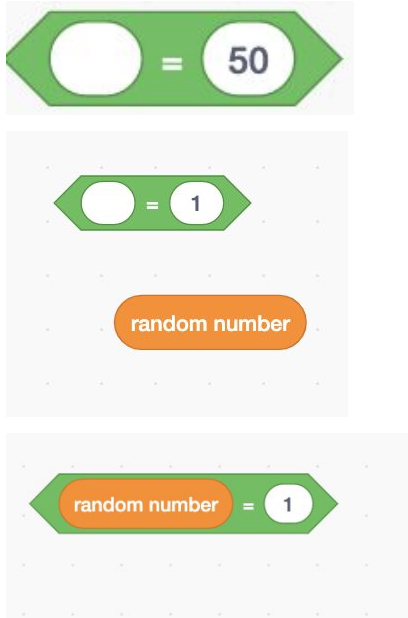 = 50
= 1
random number
random number = 1